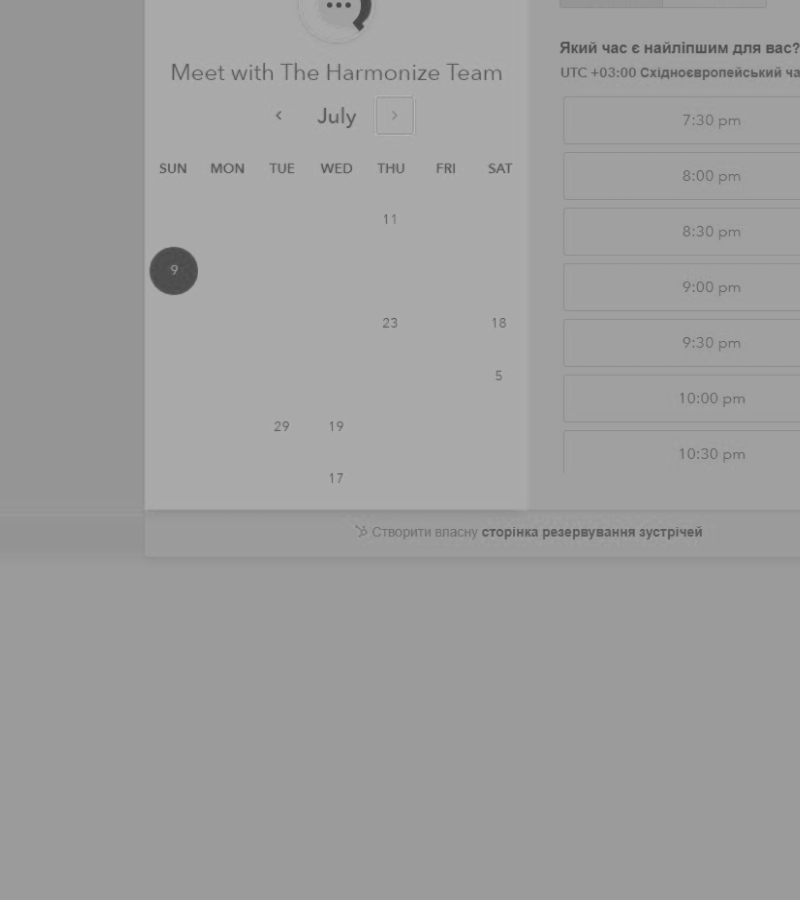 Meet with The Harmonize Team
July
SUN MON TUE WED THU FRI SAT
11
9
23 18
5
29 19
17
Який час є найліпшим для вас?
UTC +03:00 Східноєвропейський ча
7:30 pm
8:00 pm
8:30 pm
9:00 pm
9:30 pm
10:00 pm
10:30 pm
Створити власну сторінка резервування зустрічей